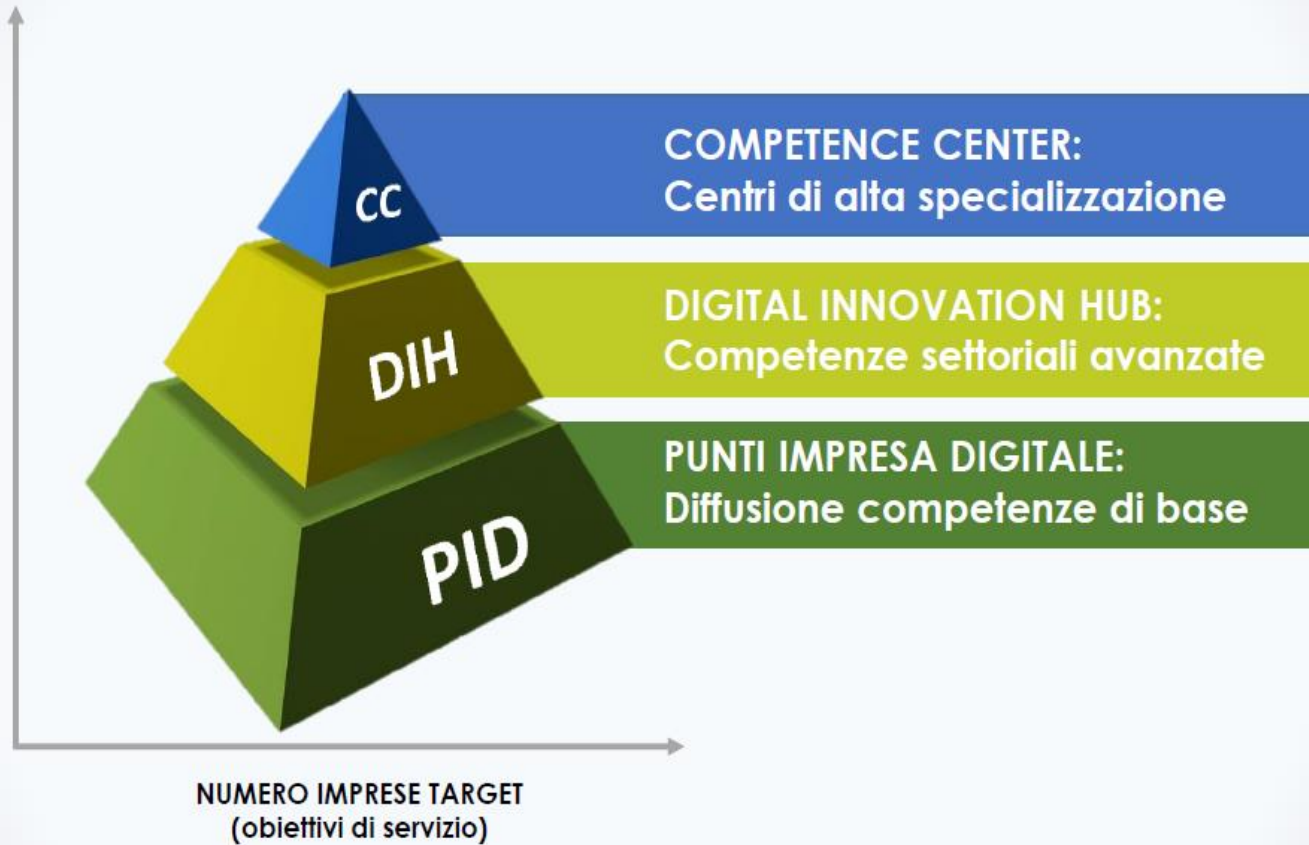 CC
COMPETENCE CENTER:
Centri di alta specializzazione
DIH
DIGITAL INNOVATION HUB:
Competenze settoriali avanzate
PID
PUNTI IMPRESA DIGITALE:
Diffusione competenze di base
NUMERO IMPRESE TARGET
(obiettivi di servizio)